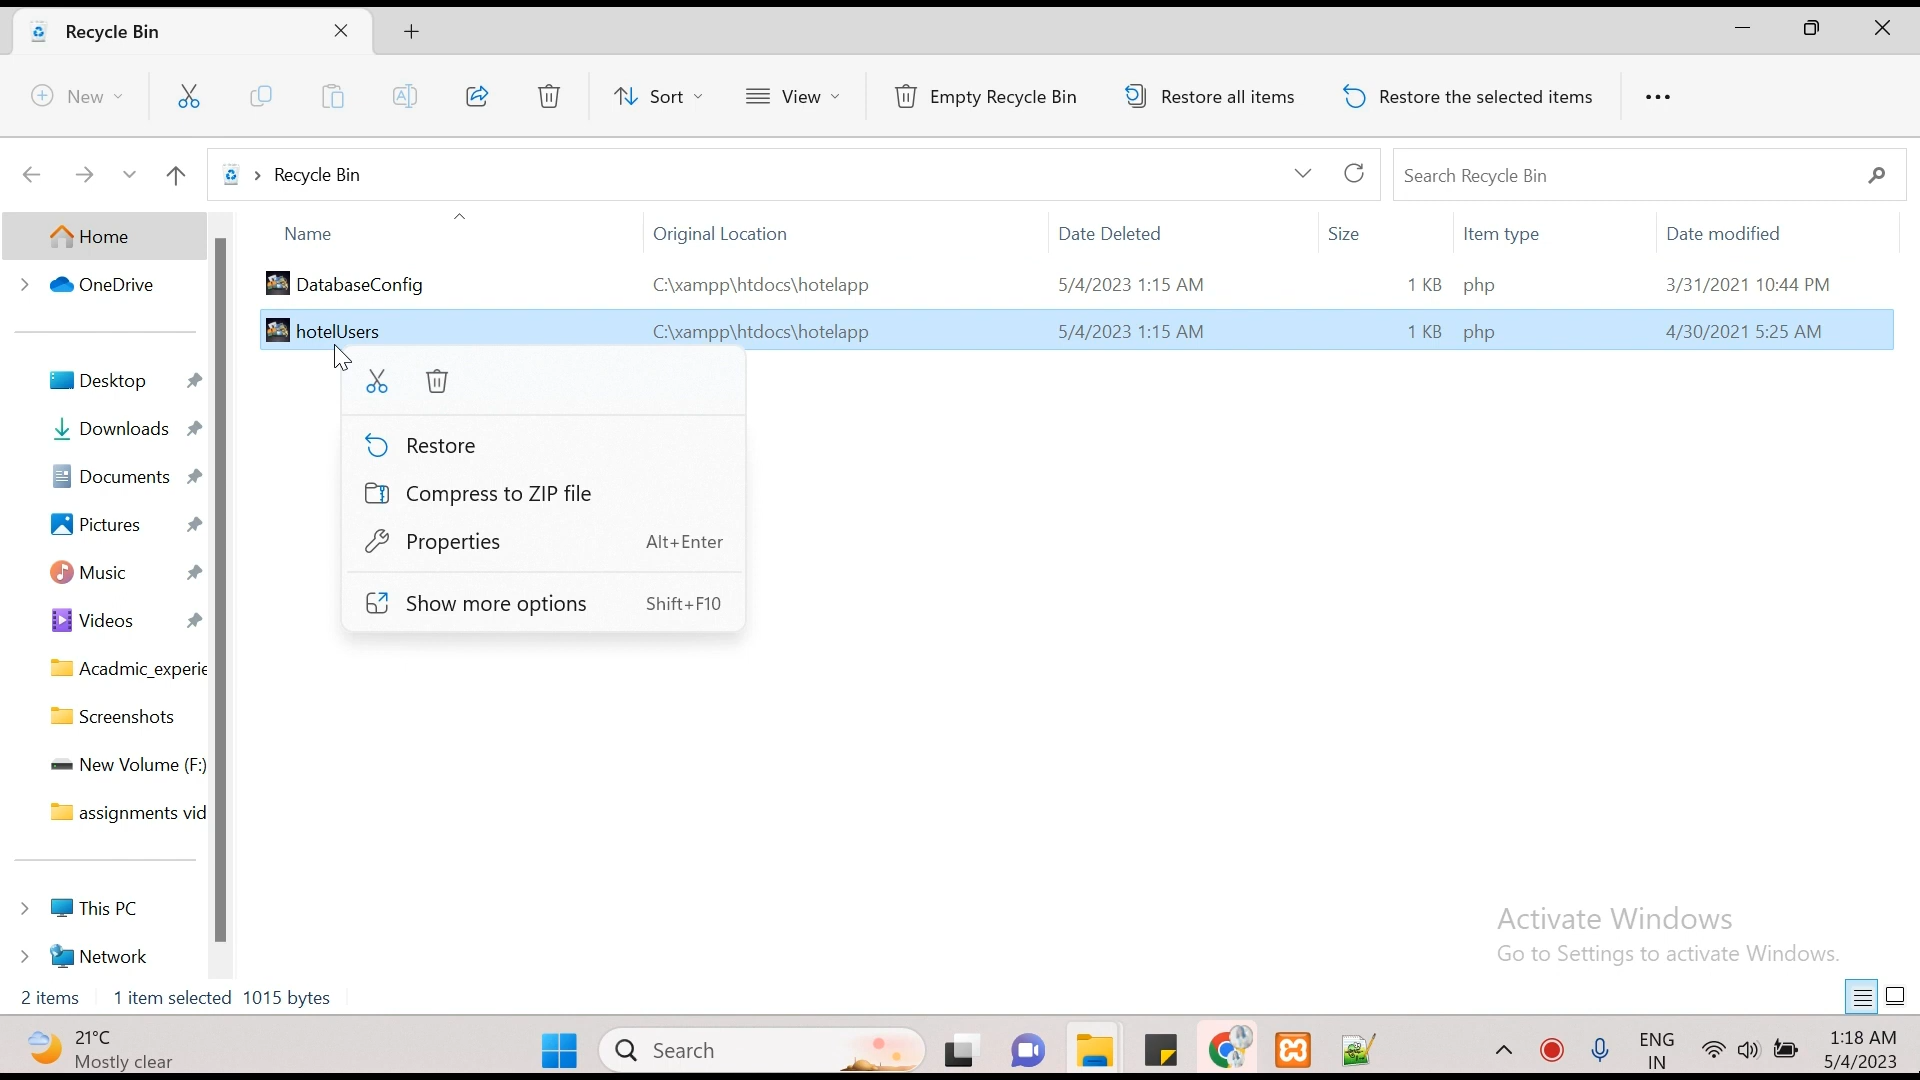 Recycle Bin
New
Sort
View
Empty Recycle Bin
Restore all items
Restore the selected items
Recycle Bin
Search Recycle Bin
Home
OneDrive
Desktop
Downloads
Documents
Pictures
Music
Videos
Acadmic_experie
Screenshots
New Volume (F:)
assignments vid
This PC
Network
Name Original Location Date Deleted Size Item type Date modified
DatabaseConfig C:\xampp\htdocs\hotelapp 5/4/2023 1:15 AM 1 KB php 3/31/2021 10:44 PM
hotelUsers C:\xampp\htdocs\hotelapp 5/4/2023 1:15 AM 1 KB php 4/30/2021 5:25 AM
Restore
Compress to ZIP file
Properties Alt+Enter
Show more options Shift+F10
Activate Windows
Go to Settings to activate Windows.
2 items 1 item selected 1015 bytes
21°C
Mostly clear
Search
ENG
IN
1:18 AM
5/4/2023